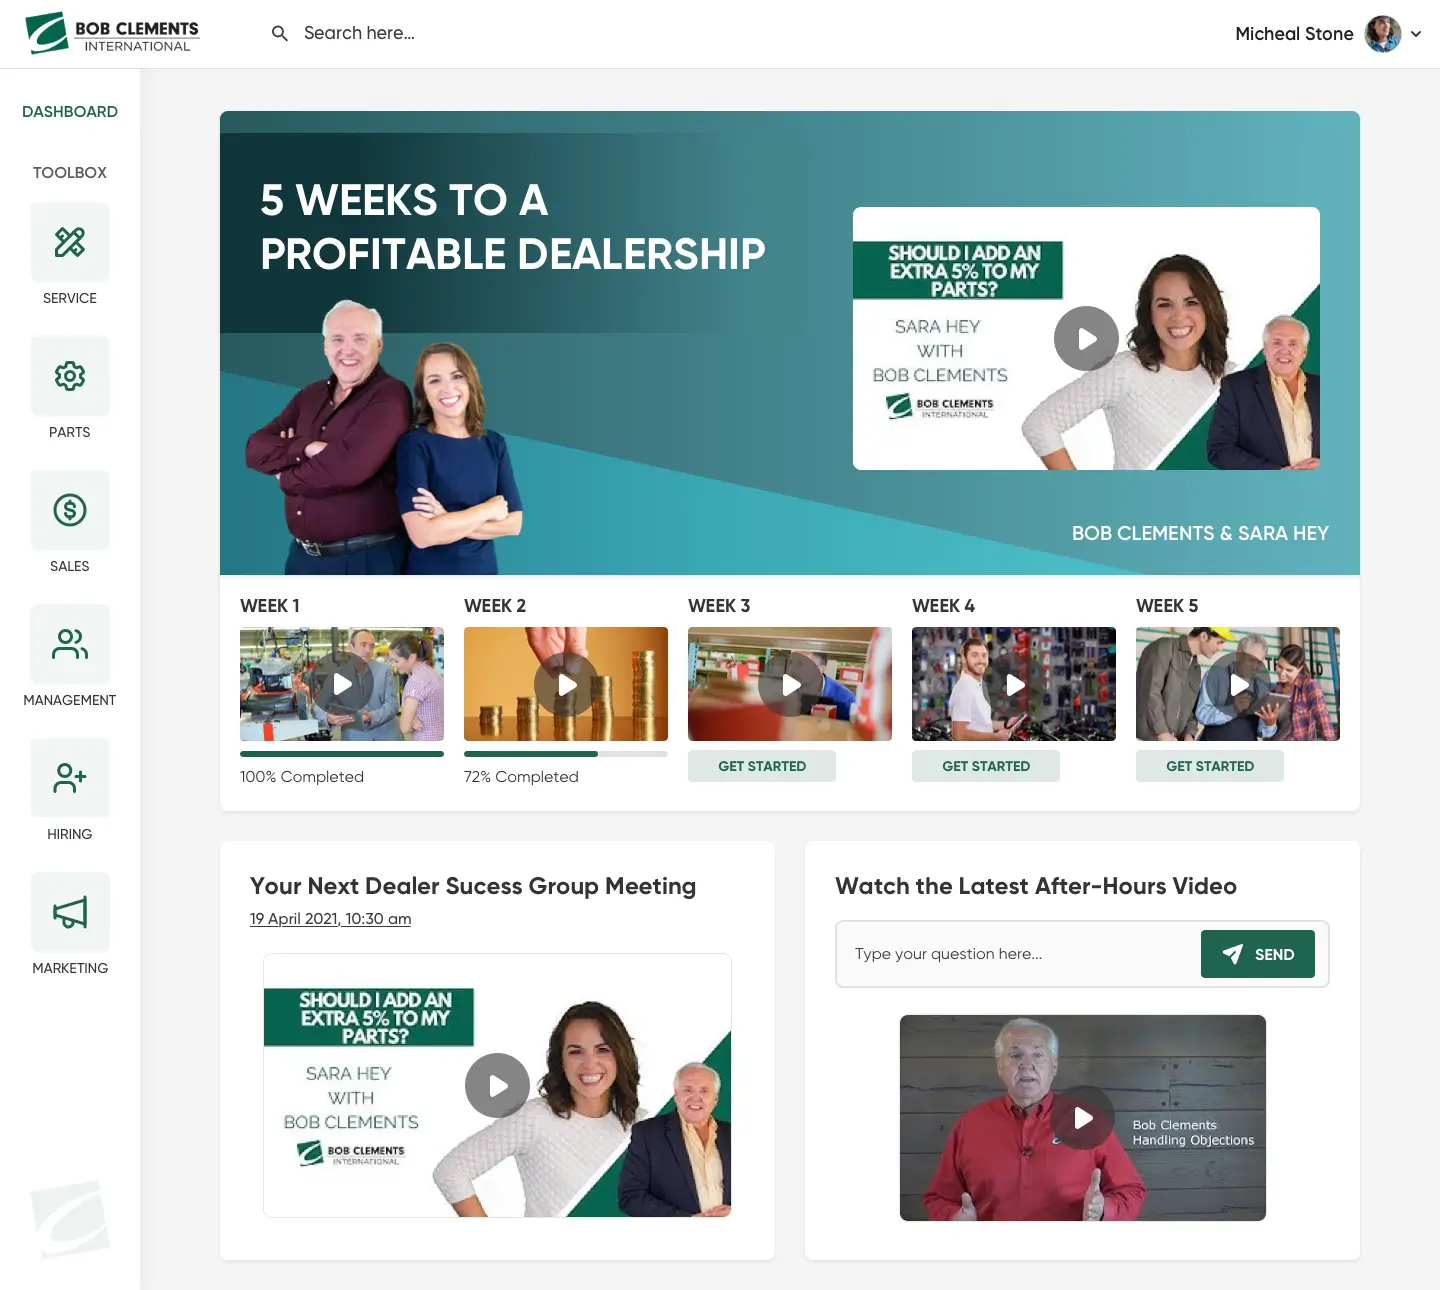 BOB CLEMENTS
INTERNATIONAL
Search here...
Micheal Stone
DASHBOARD
TOOLBOX
SERVICE
PARTS
SALES
MANAGEMENT
HIRING
MARKETING
5 WEEKS TO A
PROFITABLE DEALERSHIP
SHOULD I ADD AN
EXTRA 5% TO MY
PARTS?
SARA HEY
WITH
BOB CLEMENTS
BOB CLEMENTS
INTERNATIONAL
BOB CLEMENTS & SARA HEY
WEEK 1
WEEK 2
WEEK 3
WEEK 4
WEEK 5
100% Completed
72% Completed
GET STARTED
GET STARTED
GET STARTED
Your Next Dealer Sucess Group Meeting
19 April 2021, 10:30 am
SHOULD I ADD AN
EXTRA 5% TO MY
PARTS?
SARA HEY
WITH
BOB CLEMENTS
BOB CLEMENTS
INTERNATIONAL
Watch the Latest After-Hours Video
Type your question here...
SEND
Bob Clements
Handling Objections